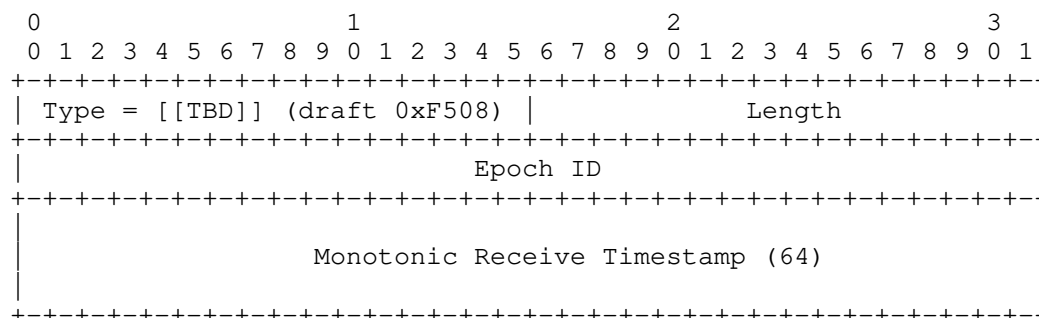 0                   1                   2                   3
0 1 2 3 4 5 6 7 8 9 0 1 2 3 4 5 6 7 8 9 0 1 2 3 4 5 6 7 8 9 0 1
+-+-+-+-+-+-+-+-+-+-+-+-+-+-+-+-+-+-+-+-+-+-+-+-+-+-+-+-+-+-+-+-
| Type = [[TBD]] (draft 0xF508) |             Length
+-+-+-+-+-+-+-+-+-+-+-+-+-+-+-+-+-+-+-+-+-+-+-+-+-+-+-+-+-+-+-+-
|                            Epoch ID
+-+-+-+-+-+-+-+-+-+-+-+-+-+-+-+-+-+-+-+-+-+-+-+-+-+-+-+-+-+-+-+-
|
|                  Monotonic Receive Timestamp (64)
|
+-+-+-+-+-+-+-+-+-+-+-+-+-+-+-+-+-+-+-+-+-+-+-+-+-+-+-+-+-+-+-+-